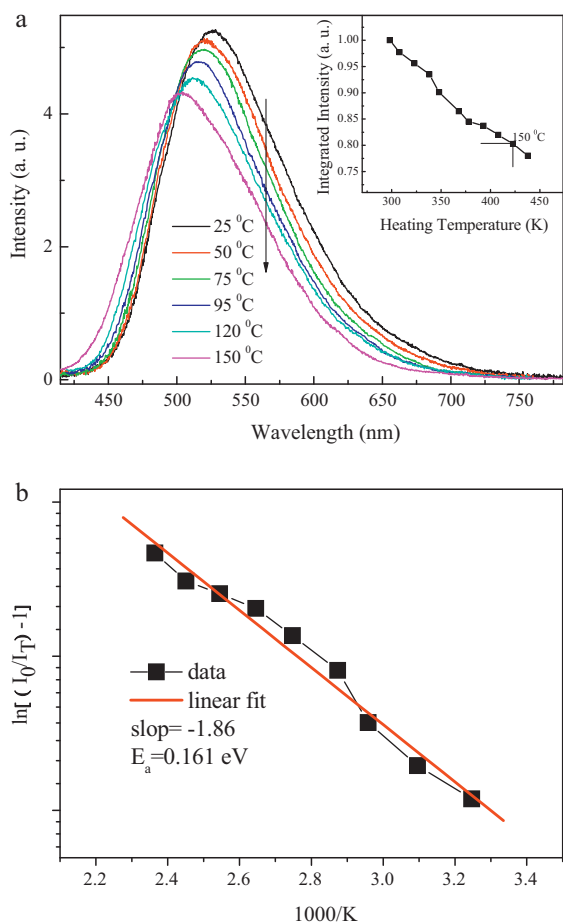 a
Intensity (a. u.)
4
2
0
450 500 550 600 650 700 750
Wavelength (nm)
25 ⁰C
50 ⁰C
75 ⁰C
95 ⁰C
120 ⁰C
150 ⁰C
Integrated Intensity (a. u.)
1.00
0.95
0.90
0.85
0.80
0.75
300 350 400 450
Heating Temperature (K)
150 ⁰C
b
ln[ (I₀/I_T) -1]
data
linear fit
slop= -1.86
Eₐ=0.161 eV
2.2 2.4 2.6 2.8 3.0 3.2 3.4
1000/K